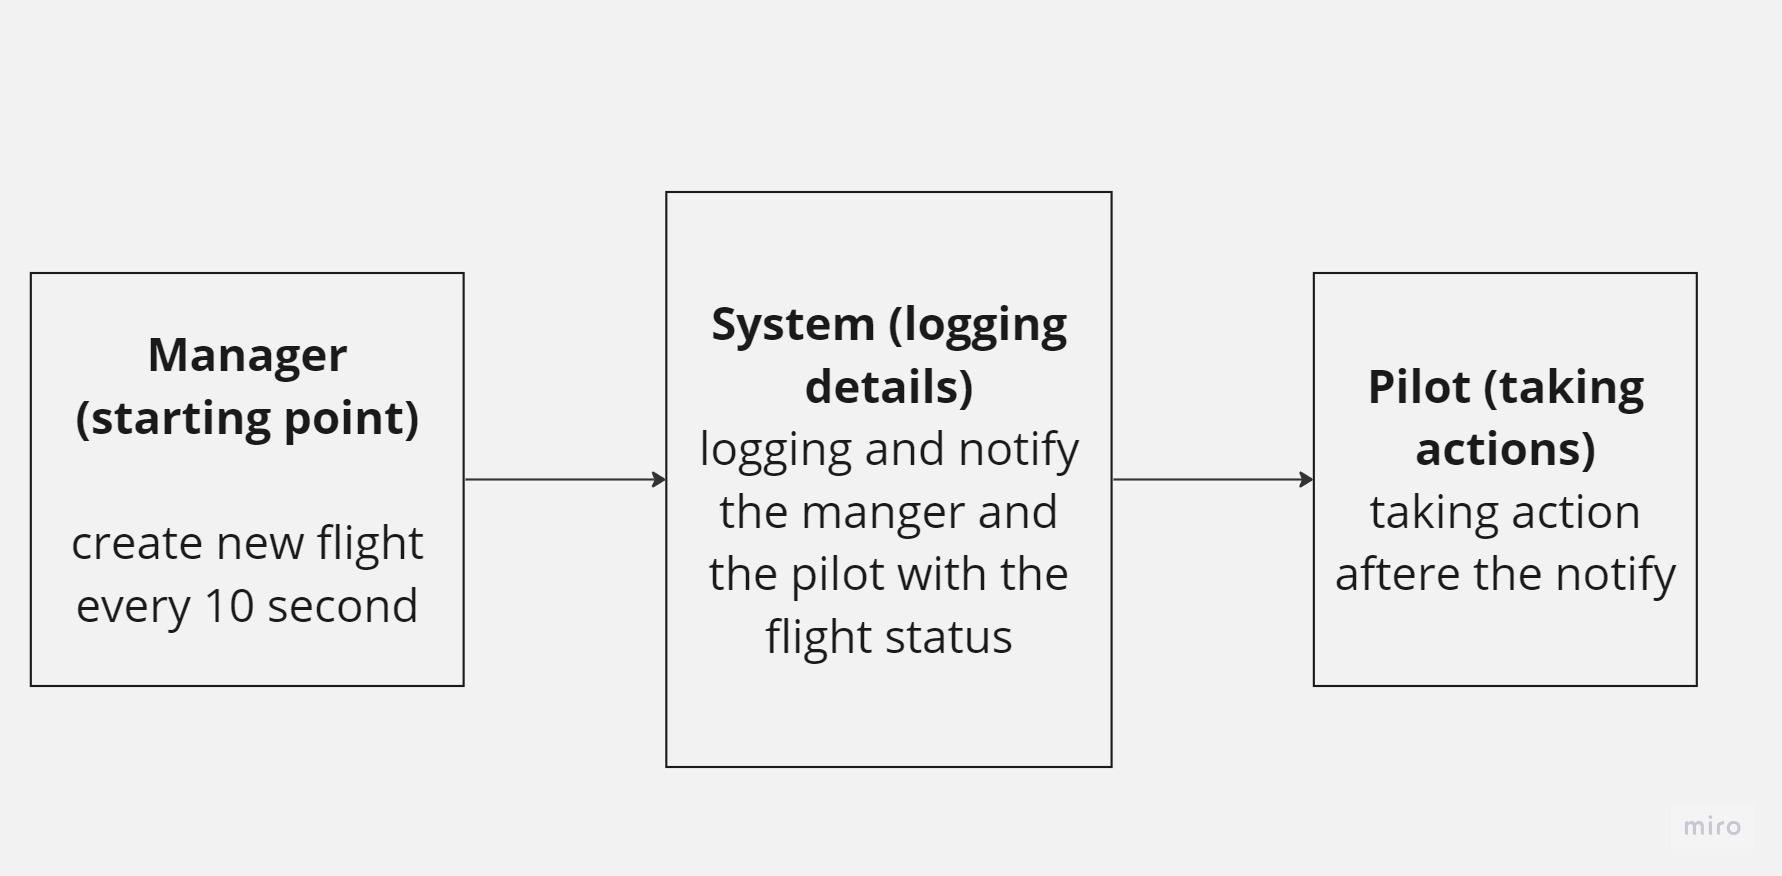 Manager
(starting point)
create new flight
every 10 second
System (logging
details)
logging and notify
the manger and
the pilot with the
flight status
Pilot (taking
actions)
taking action
aftere the notify
miro